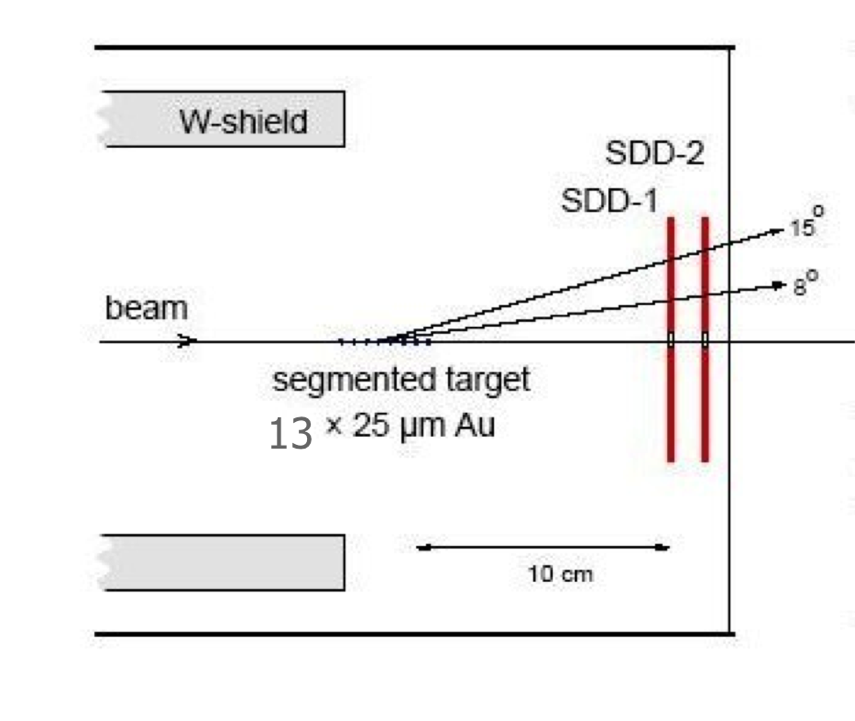 W-shield
SDD-2
SDD-1
15°
8°
beam
segmented target
13 × 25 µm Au
10 cm